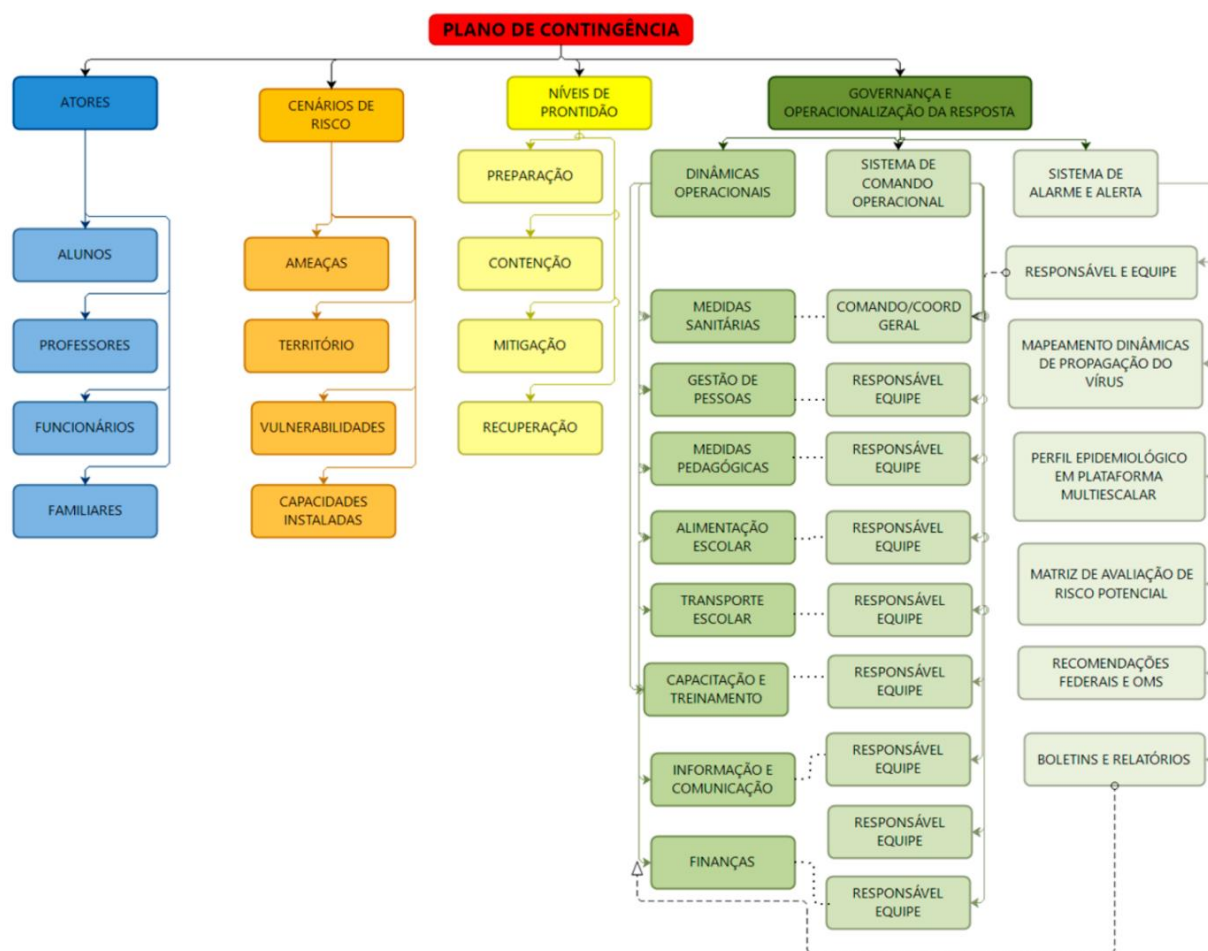 PLANO DE CONTINGÊNCIA
ATORES
ALUNOS
PROFESSORES
FUNCIONÁRIOS
FAMILIARES
CENÁRIOS DE
RISCO
AMEAÇAS
TERRITÓRIO
VULNERABILIDADES
CAPACIDADES
INSTALADAS
NÍVEIS DE
PRONTIDÃO
PREPARAÇÃO
CONTENÇÃO
MITIGAÇÃO
RECUPERAÇÃO
GOVERNANÇA E
OPERACIONALIZAÇÃO DA RESPOSTA
DINÂMICAS
OPERACIONAIS
MEDIDAS
SANITÁRIAS
GESTÃO DE
PESSOAS
MEDIDAS
PEDAGÓGICAS
ALIMENTAÇÃO
ESCOLAR
TRANSPORTE
ESCOLAR
CAPACITAÇÃO E
TREINAMENTO
INFORMAÇÃO E
COMUNICAÇÃO
FINANÇAS
SISTEMA DE
COMANDO
OPERACIONAL
COMANDO/COORD
GERAL
RESPONSÁVEL
EQUIPE
RESPONSÁVEL
EQUIPE
RESPONSÁVEL
EQUIPE
RESPONSÁVEL
EQUIPE
RESPONSÁVEL
EQUIPE
RESPONSÁVEL
EQUIPE
RESPONSÁVEL
EQUIPE
RESPONSÁVEL
EQUIPE
SISTEMA DE
ALARME E ALERTA
RESPONSÁVEL E EQUIPE
MAPEAMENTO DINÂMICAS
DE PROPAGAÇÃO DO
VÍRUS
PERFIL EPIDEMIOLÓGICO
EM PLATAFORMA
MULTIESCALAR
MATRIZ DE AVALIAÇÃO DE
RISCO POTENCIAL
RECOMENDAÇÕES
FEDERAIS E OMS
BOLETINS E RELATÓRIOS